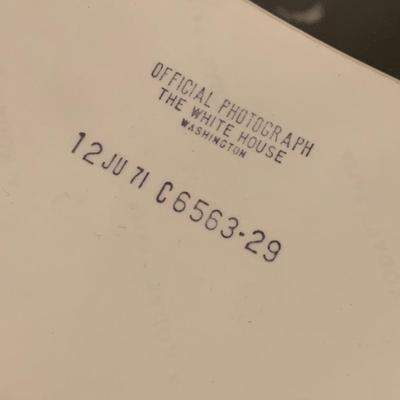 OFFICIAL PHOTOGRAPH
THE WHITE HOUSE
WASHINGTON
12 JU 71 C6563-29